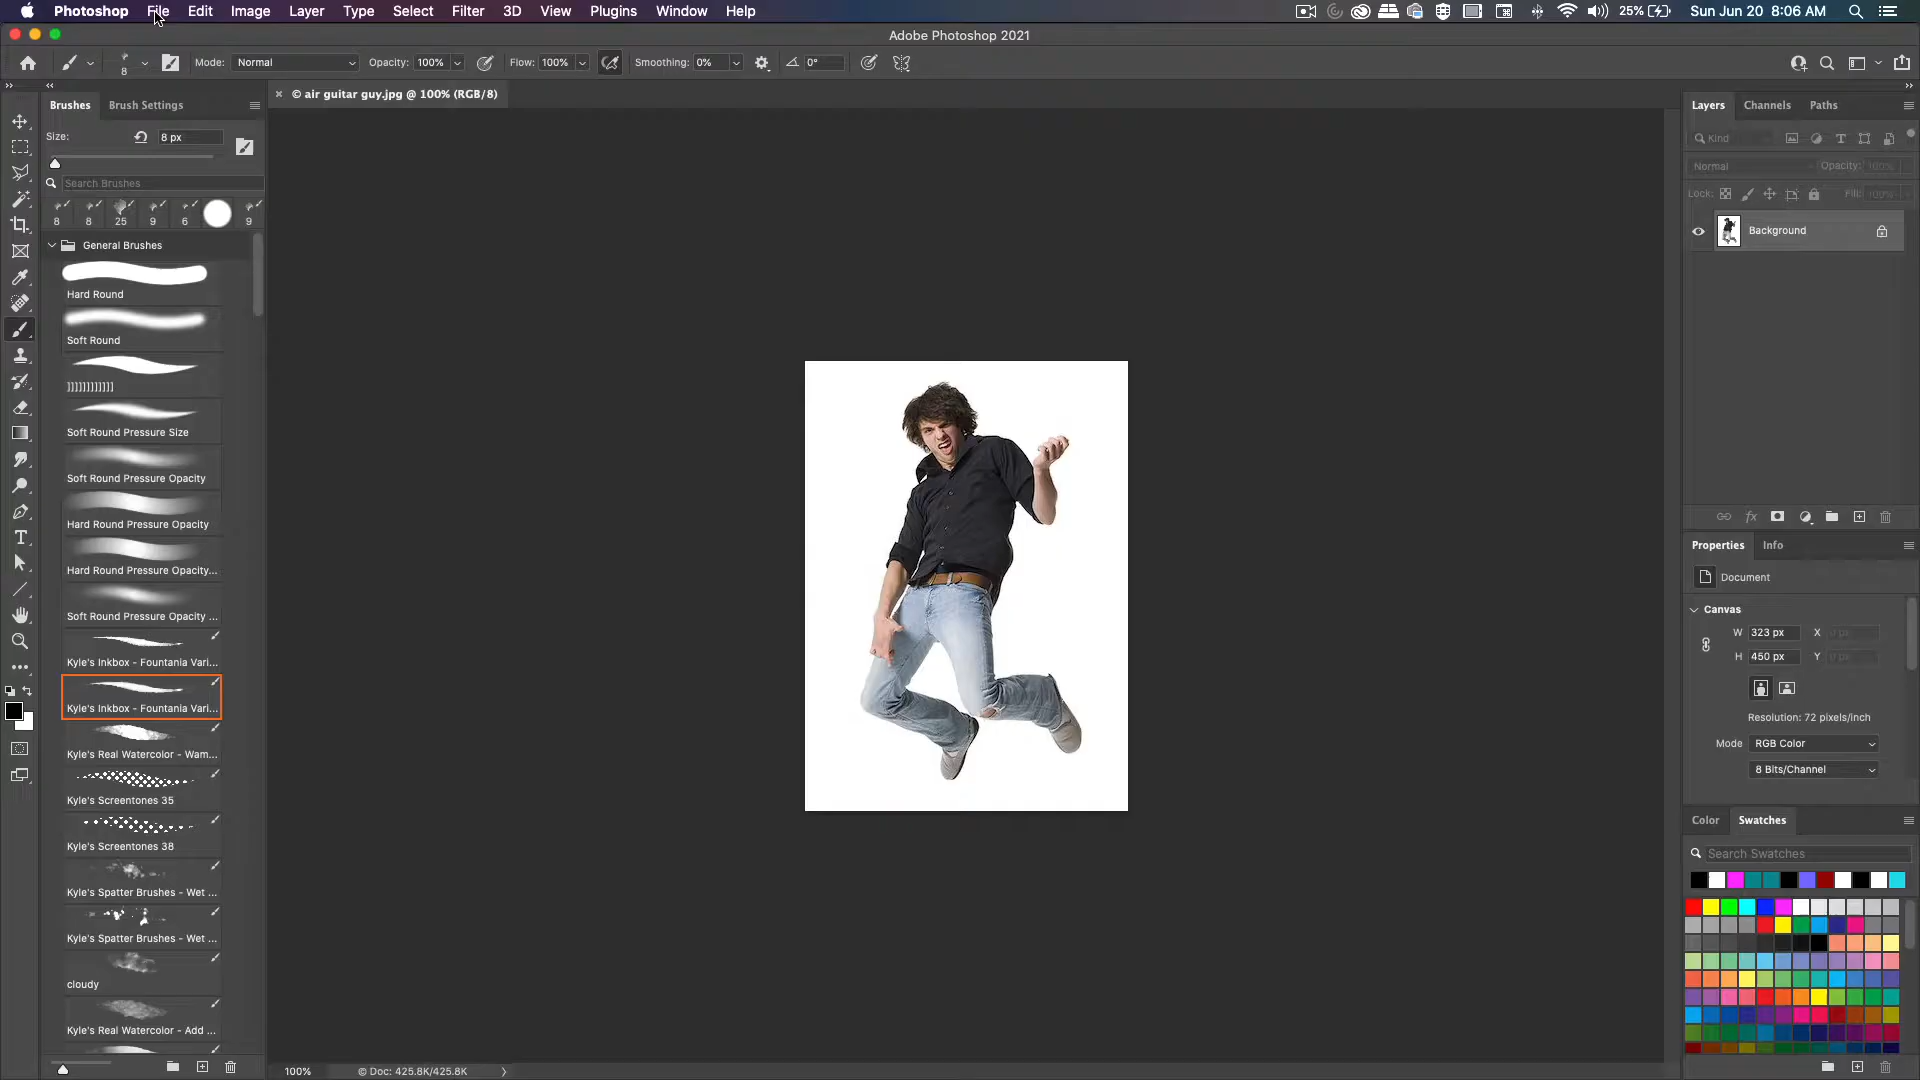 Photoshop File Edit Image Layer Type Select Filter 3D View Plugins Window Help 25% Sun Jun 20 8:06 AM
Adobe Photoshop 2021
8 Mode: Normal Opacity: 100% Flow: 100% Smoothing: 0% 0°
Brushes Brush Settings
© air guitar guy.jpg @ 100% (RGB/8)
Size: 8 px
Search Brushes
8 8 25 9 6 9
General Brushes
Hard Round
Soft Round
]]]]]]]]]]]]
Soft Round Pressure Size
Soft Round Pressure Opacity
Hard Round Pressure Opacity
Hard Round Pressure Opacity...
Soft Round Pressure Opacity ...
Kyle's Inkbox - Fountania Vari...
Kyle's Inkbox - Fountania Vari...
Kyle's Real Watercolor - Wam...
Kyle's Screentones 35
Kyle's Screentones 38
Kyle's Spatter Brushes - Wet ...
Kyle's Spatter Brushes - Wet ...
cloudy
Kyle's Real Watercolor - Add ...
100% © Doc: 425.8K/425.8K
Layers Channels Paths
Kind
Normal Opacity: 100%
Lock: Fill: 100%
Background
Properties Info
Document
Canvas
W 323 px X 0 px
H 450 px Y 0 px
Resolution: 72 pixels/inch
Mode RGB Color
8 Bits/Channel
Color Swatches
Search Swatches